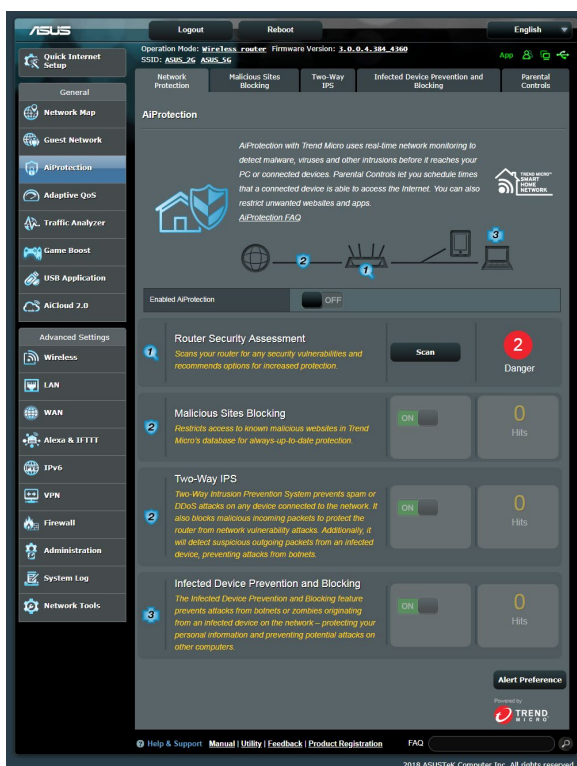 ASUS
Logout
Reboot
English
Quick Internet
Setup
Operation Mode: Wireless router Firmware Version: 3.0.0.4.384_4360
SSID: ASUS_2G ASUS_5G
App
General
Network Map
Guest Network
AiProtection
Adaptive QoS
Traffic Analyzer
Game Boost
USB Application
AiCloud 2.0
Advanced Settings
Wireless
LAN
WAN
Alexa & IFTTT
IPv6
VPN
Firewall
Administration
System Log
Network Tools
Network
Protection
Malicious Sites
Blocking
Two-Way
IPS
Infected Device Prevention and
Blocking
Parental
Controls
AiProtection
AiProtection with Trend Micro uses real-time network monitoring to
detect malware, viruses and other intrusions before it reaches your
PC or connected devices. Parental Controls let you schedule times
that a connected device is able to access the Internet. You can also
restrict unwanted websites and apps.
AiProtection FAQ
TREND MICRO™
SMART
HOME
NETWORK
2
1
3
Enabled AiProtection
OFF
1
Router Security Assessment
Scans your router for any security vulnerabilities and
recommends options for increased protection.
Scan
2
Danger
2
Malicious Sites Blocking
Restricts access to known malicious websites in Trend
Micro's database for always-up-to-date protection.
ON
0
Hits
2
Two-Way IPS
Two-Way Intrusion Prevention System prevents spam or
DDoS attacks on any device connected to the network. It
also blocks malicious incoming packets to protect the
router from network vulnerability attacks. Additionally, it
will detect suspicious outgoing packets from an infected
device, preventing attacks from botnets.
ON
0
Hits
3
Infected Device Prevention and Blocking
The Infected Device Prevention and Blocking feature
prevents attacks from botnets or zombies originating
from an infected device on the network – protecting your
personal information and preventing potential attacks on
other computers.
ON
0
Hits
Alert Preference
Powered by
TREND
MICRO
Help & Support Manual | Utility | Feedback | Product Registration FAQ
2018 ASUSTeK Computer Inc. All rights reserved